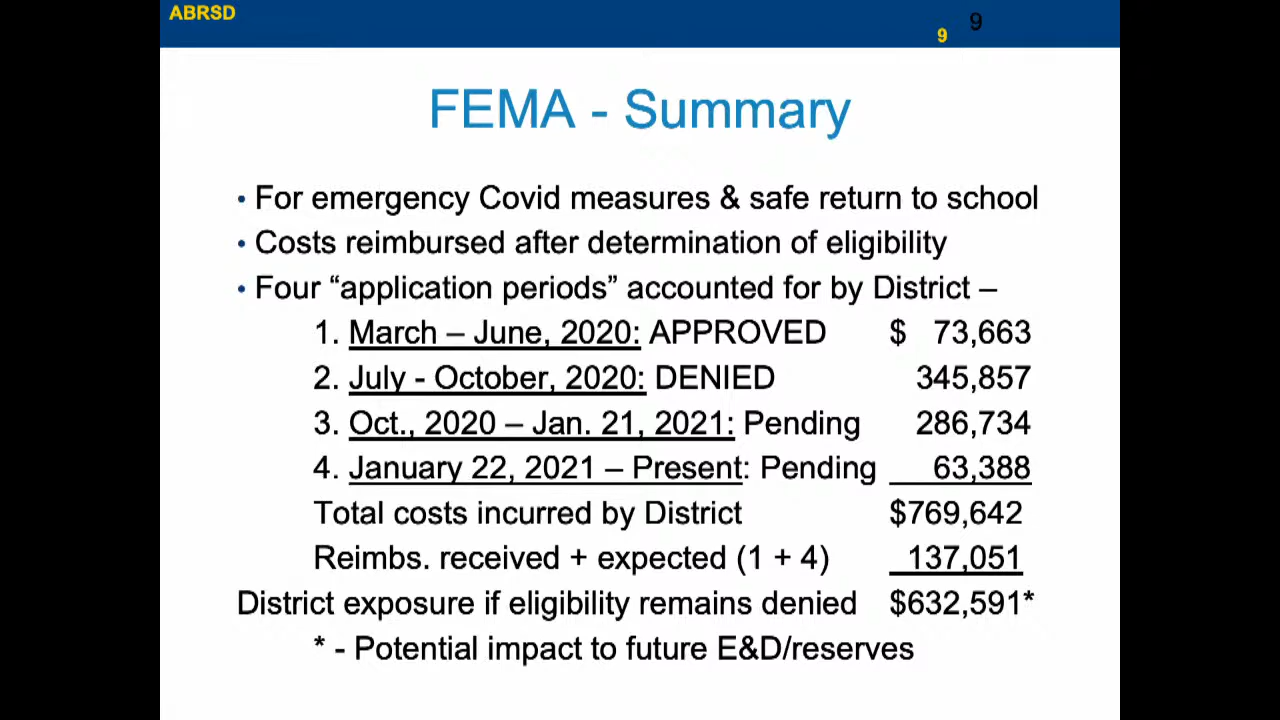 ABRSD
9
9
FEMA - Summary
• For emergency Covid measures & safe return to school
• Costs reimbursed after determination of eligibility
• Four “application periods” accounted for by District –
1. March – June, 2020: APPROVED $ 73,663
2. July - October, 2020: DENIED 345,857
3. Oct., 2020 – Jan. 21, 2021: Pending 286,734
4. January 22, 2021 – Present: Pending 63,388
Total costs incurred by District $769,642
Reimbs. received + expected (1 + 4) 137,051
District exposure if eligibility remains denied $632,591*
* - Potential impact to future E&D/reserves